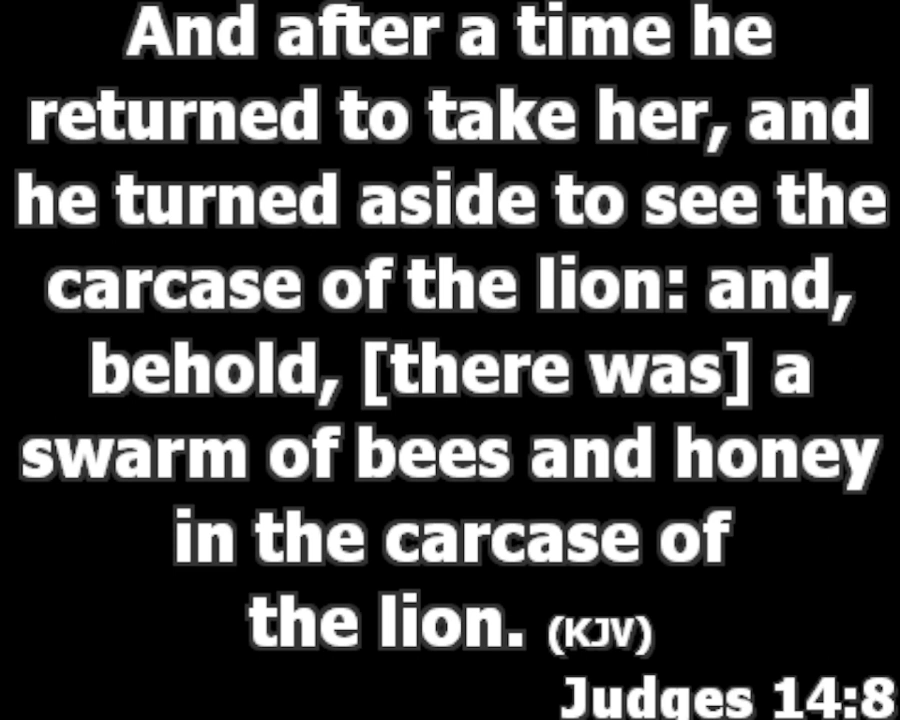 And after a time he
returned to take her, and
he turned aside to see the
carcase of the lion: and,
behold, [there was] a
swarm of bees and honey
in the carcase of
the lion. (KJV)
Judges 14:8